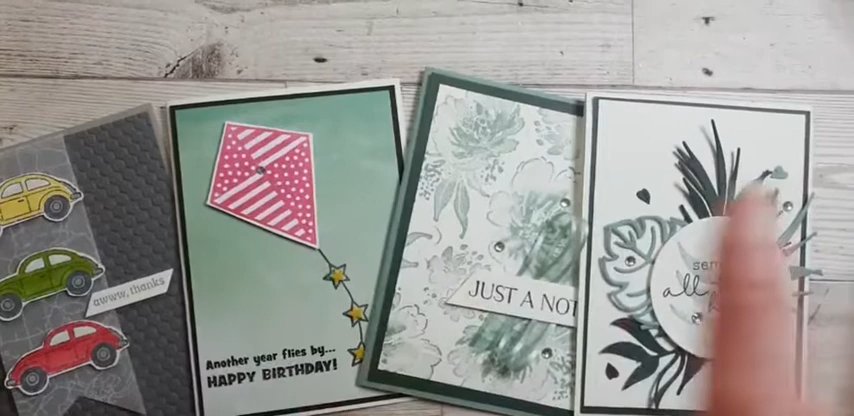 awww, thanks
Another year flies by...
HAPPY BIRTHDAY!
JUST A NOT
all